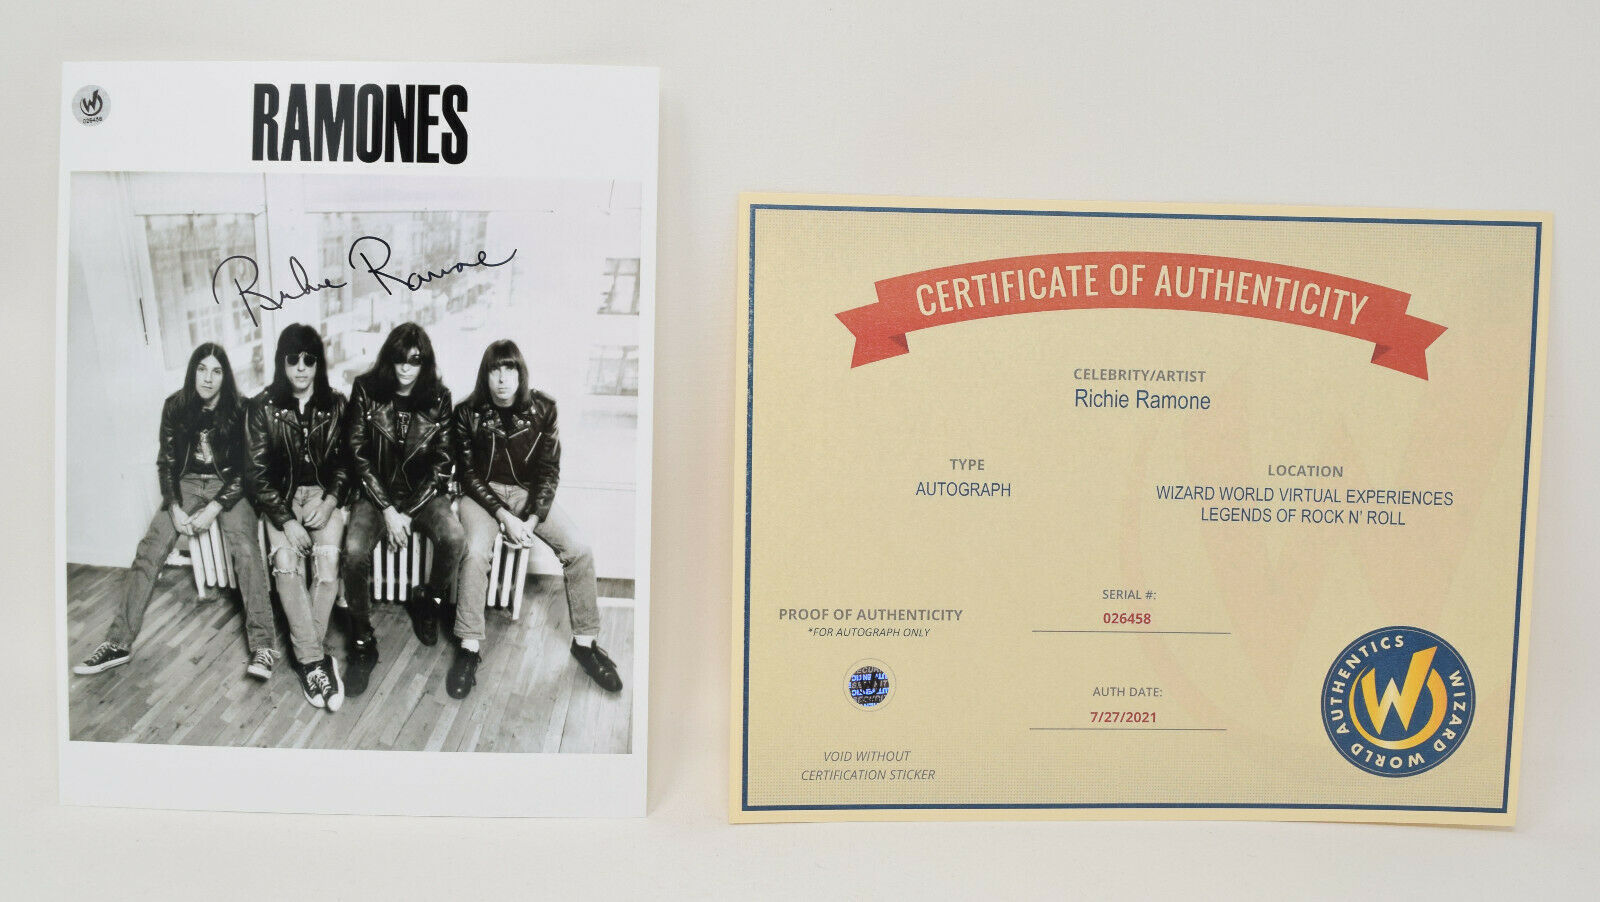 W
026458
RAMONES
Richie Ramone
CERTIFICATE OF AUTHENTICITY
CELEBRITY/ARTIST
Richie Ramone
TYPE
AUTOGRAPH
LOCATION
WIZARD WORLD VIRTUAL EXPERIENCES
LEGENDS OF ROCK N' ROLL
PROOF OF AUTHENTICITY
*FOR AUTOGRAPH ONLY
SERIAL #:
026458
AUTH DATE:
7/27/2021
VOID WITHOUT
CERTIFICATION STICKER
W
WIZARD WORLD AUTHENTICS